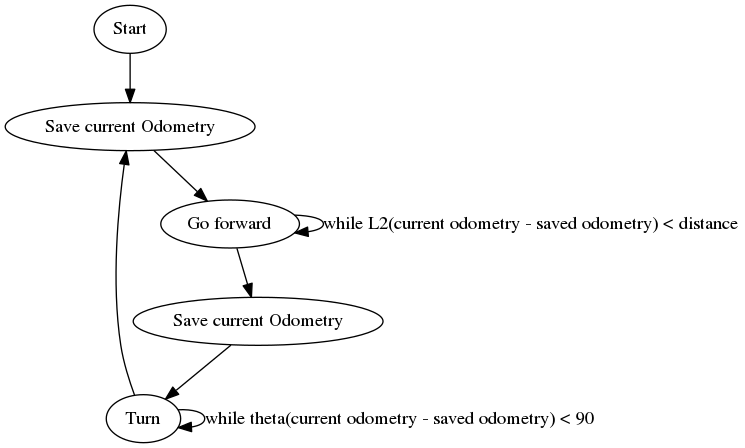 Start
Save current Odometry
Go forward
while L2(current odometry - saved odometry) < distance
Save current Odometry
Turn
while theta(current odometry - saved odometry) < 90